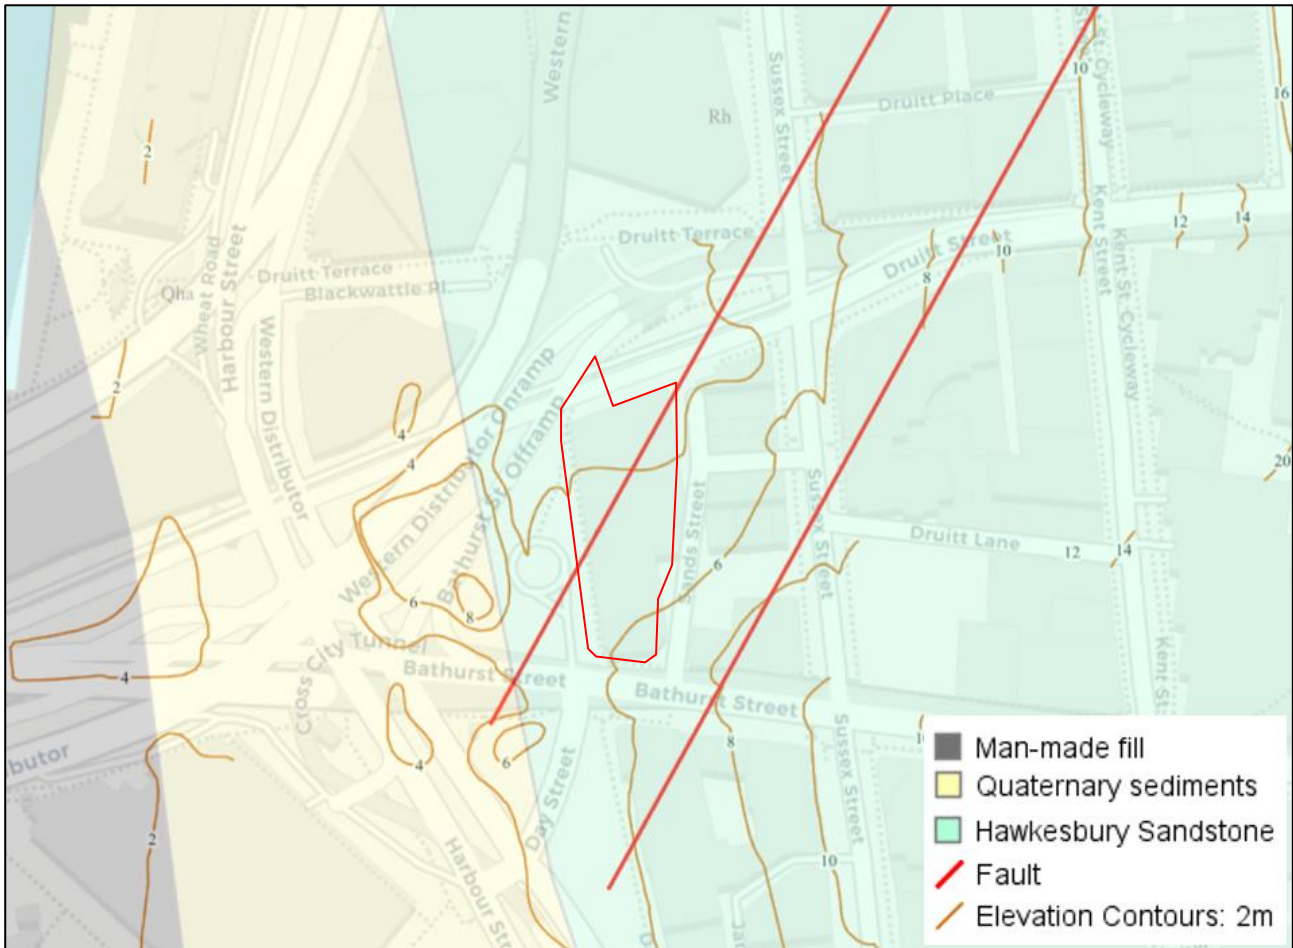 Western
Sussex Street
St. Cycleway
10
16
Druitt Place
Rh
2
Kent Street
12
14
Druitt Terrace
Druitt Street
10
8
Wheat Road
Harbour Street
Druitt Terrace
Blackwattle Pl.
Qha
Kent St. Cycleway
2
Western Distributor
Western Distributor Onramp
Bathurst St. Offramp
4
4
20
Sands Street
Sussex Street
Druitt Lane
12
14
6
6
8
Cross City Tunnel
Bathurst Street
Bathurst Street
Kent St.
4
4
6
8
Sussex Street
Day Street
2
Harbour Str
10
Man-made fill
Quaternary sediments
Hawkesbury Sandstone
Fault
Elevation Contours: 2m